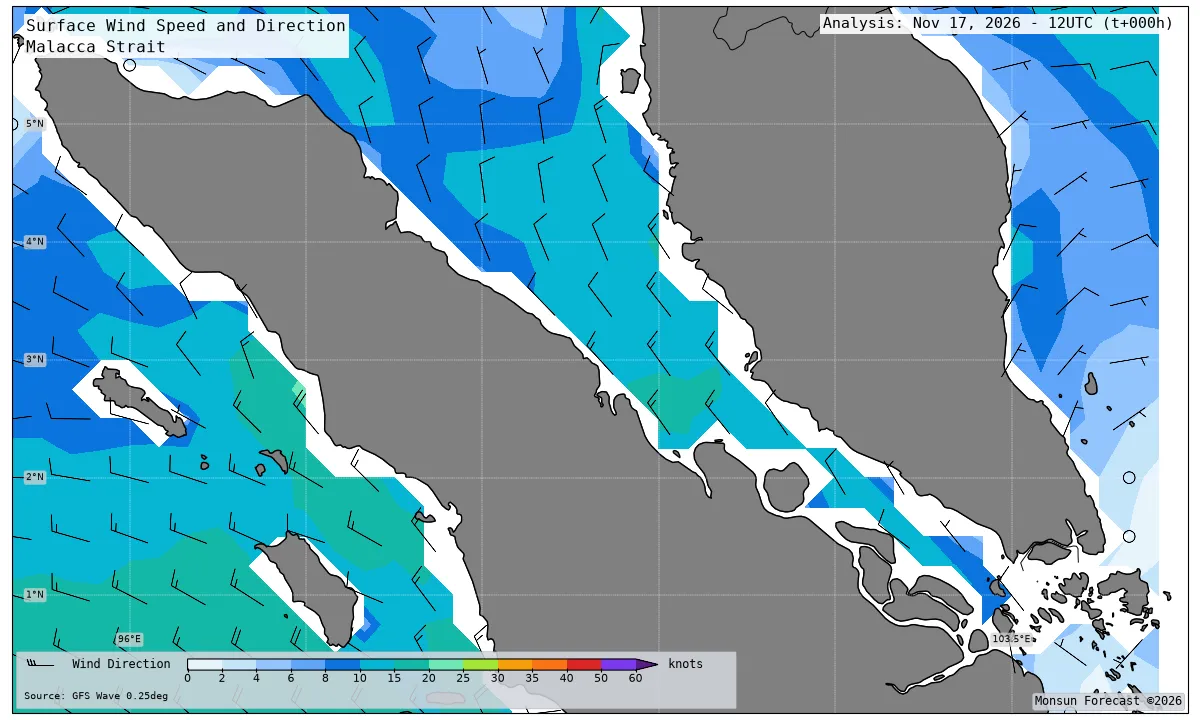 Surface Wind Speed and Direction
Malacca Strait
Analysis: Nov 17, 2026 - 12UTC (t+000h)
5°N
4°N
3°N
2°N
1°N
96°E
103.5°E
Wind Direction
knots
0 2 4 6 8 10 15 20 25 30 35 40 50 60
Source: GFS Wave 0.25deg
Monsun Forecast ©2026